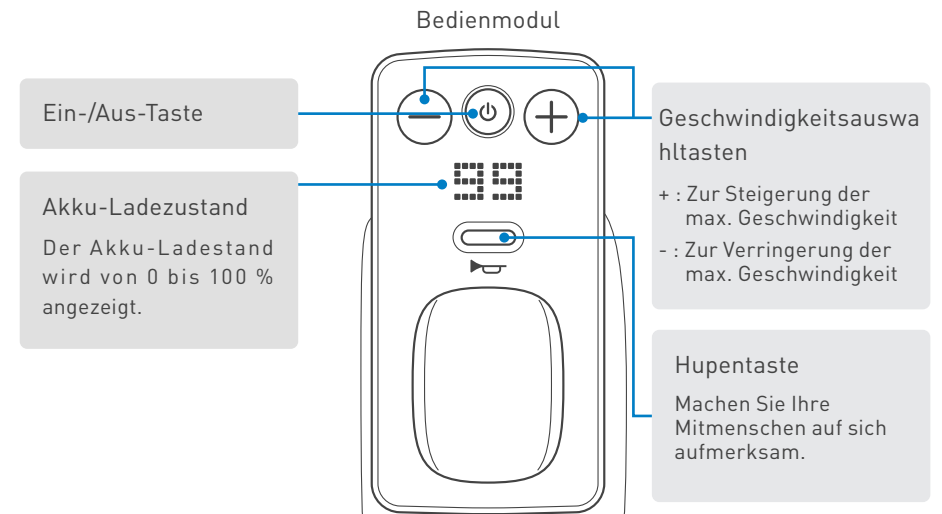 Bedienmodul
Ein-/Aus-Taste
Akku-Ladezustand
Der Akku-Ladestand
wird von 0 bis 100 %
angezeigt.
99
Geschwindigkeitsauswa
hltasten
+ : Zur Steigerung der
max. Geschwindigkeit
- : Zur Verringerung der
max. Geschwindigkeit
Hupentaste
Machen Sie Ihre
Mitmenschen auf sich
aufmerksam.